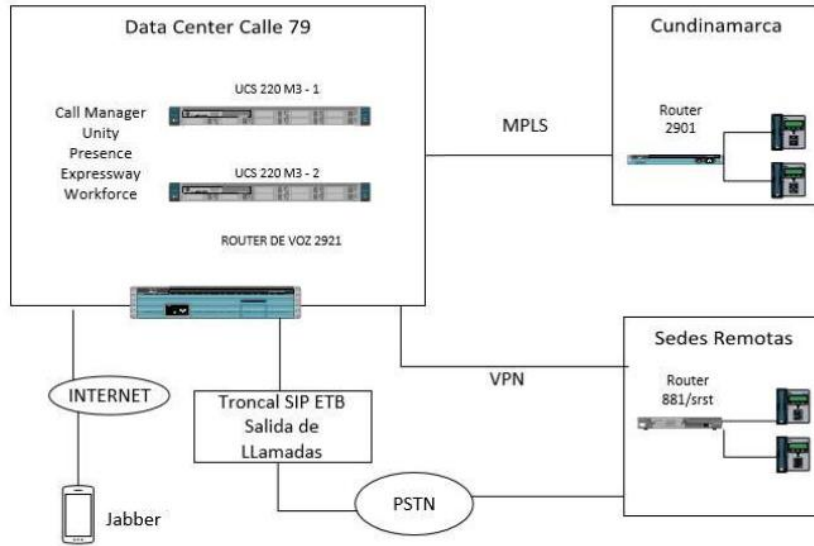 Data Center Calle 79
UCS 220 M3 - 1
Call Manager
Unity
Presence
Expressway
Workforce
UCS 220 M3 - 2
ROUTER DE VOZ 2921
MPLS
Cundinamarca
Router
2901
INTERNET
Jabber
Troncal SIP ETB
Salida de
LLamadas
PSTN
VPN
Sedes Remotas
Router
881/srst